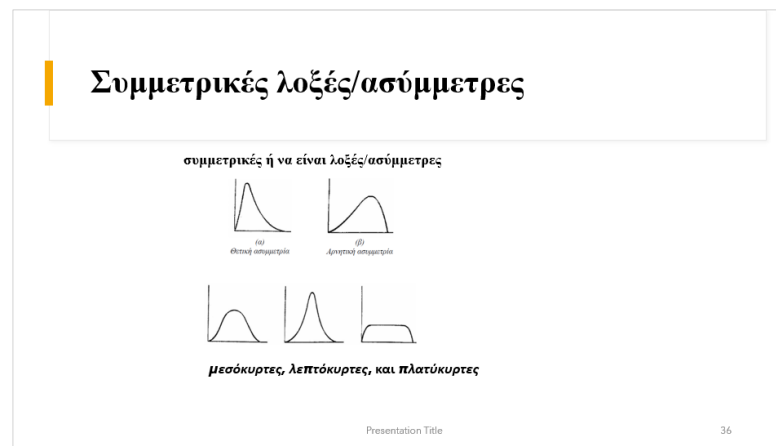 Συμμετρικές λοξές/ασύμμετρες
συμμετρικές ή να είναι λοξές/ασύμμετρες
(α)
Θετική ασυμμετρία
(β)
Αρνητική ασυμμετρία
μεσόκυρτες, λεπτόκυρτες, και πλατύκυρτες
Presentation Title
36